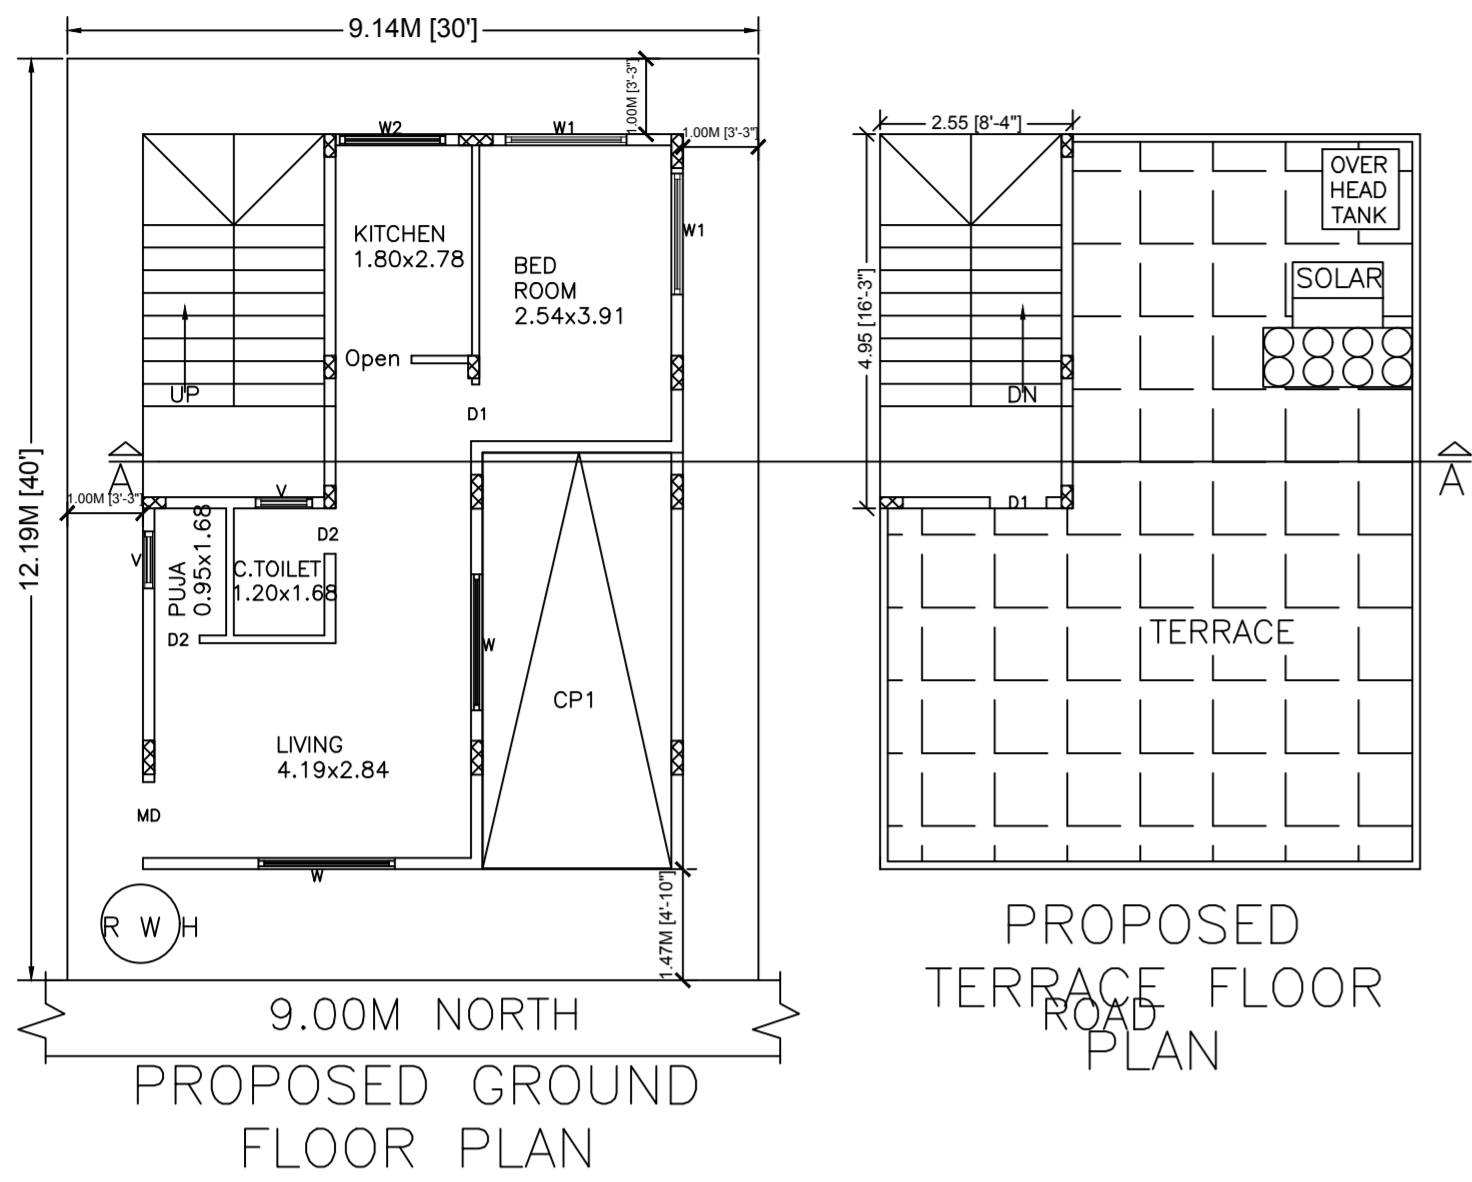 9.14M [30']
12.19M [40']
1.00M [3'-3"]
1.00M [3'-3"]
W2
W1
W1
KITCHEN
1.80x2.78
BED
ROOM
2.54x3.91
Open
UP
D1
A
1.00M [3'-3"]
V
V
D2
PUJA
0.95x1.68
C.TOILET
1.20x1.68
D2
W
CP1
LIVING
4.19x2.84
MD
W
R W H
1.47M [4'-10"]
9.00M NORTH
PROPOSED GROUND
FLOOR PLAN
2.55 [8'-4"]
4.95 [16'-3"]
OVER
HEAD
TANK
SOLAR
DN
A
D1
TERRACE
PROPOSED
TERRACE FLOOR
ROAD
PLAN